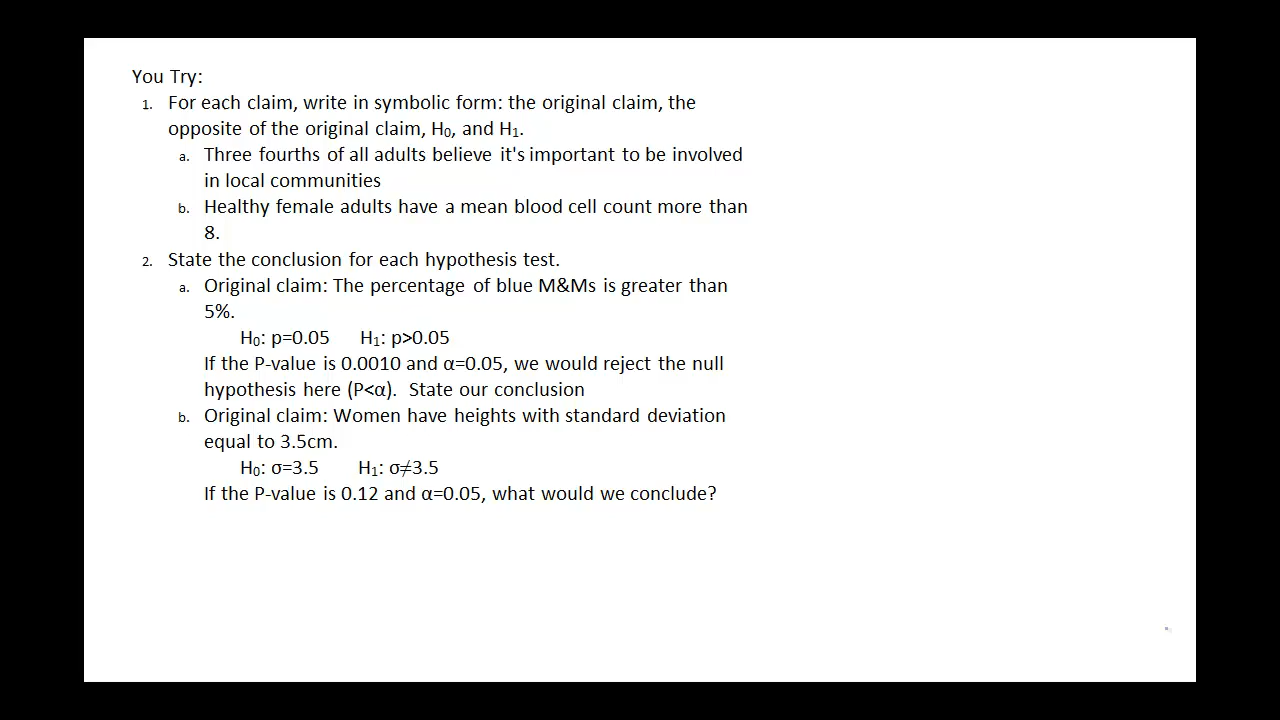 You Try:
1. For each claim, write in symbolic form: the original claim, the
opposite of the original claim, H₀, and H₁.
a. Three fourths of all adults believe it's important to be involved
in local communities
b. Healthy female adults have a mean blood cell count more than
8.
2. State the conclusion for each hypothesis test.
a. Original claim: The percentage of blue M&Ms is greater than
5%.
H₀: p=0.05 H₁: p>0.05
If the P-value is 0.0010 and α=0.05, we would reject the null
hypothesis here (P<α). State our conclusion
b. Original claim: Women have heights with standard deviation
equal to 3.5cm.
H₀: σ=3.5 H₁: σ≠3.5
If the P-value is 0.12 and α=0.05, what would we conclude?